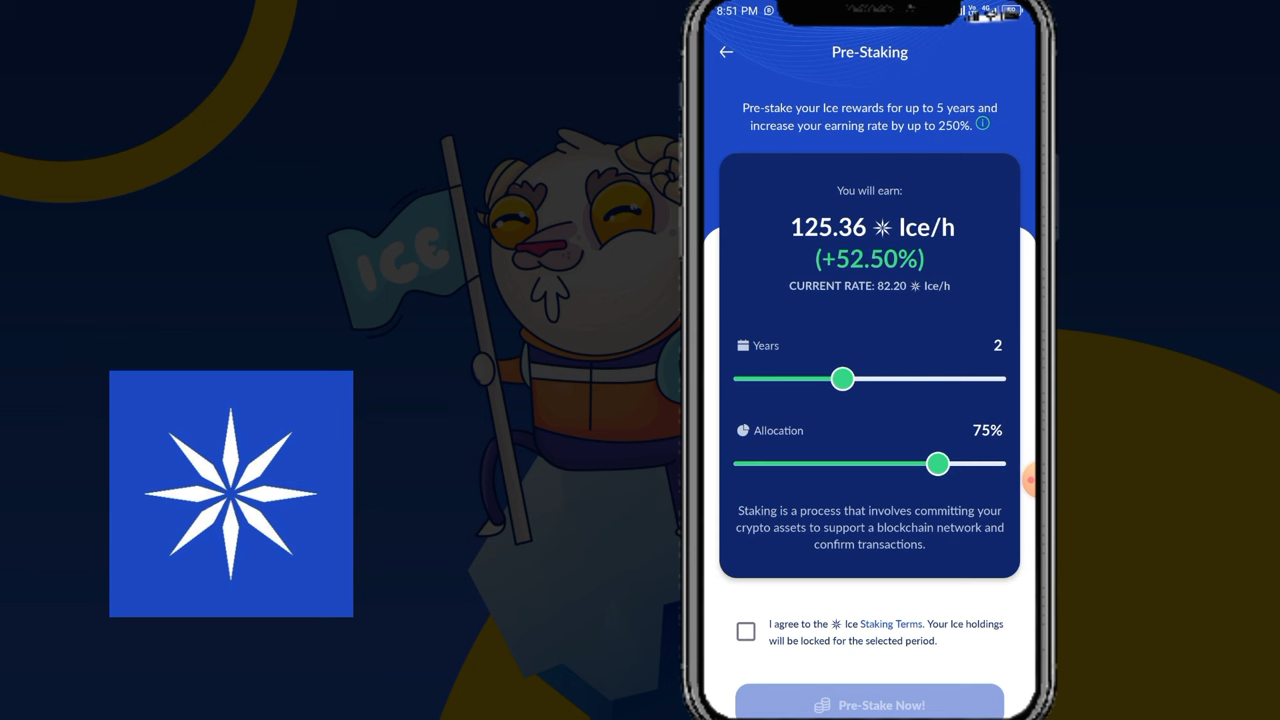 8:51 PM
Pre-Staking
Pre-stake your Ice rewards for up to 5 years and
increase your earning rate by up to 250%.
You will earn:
125.36 Ice/h
(+52.50%)
CURRENT RATE: 82.20 Ice/h
Years 2
Allocation 75%
Staking is a process that involves committing your
crypto assets to support a blockchain network and
confirm transactions.
I agree to the Ice Staking Terms. Your Ice holdings
will be locked for the selected period.
Pre-Stake Now!
ICE